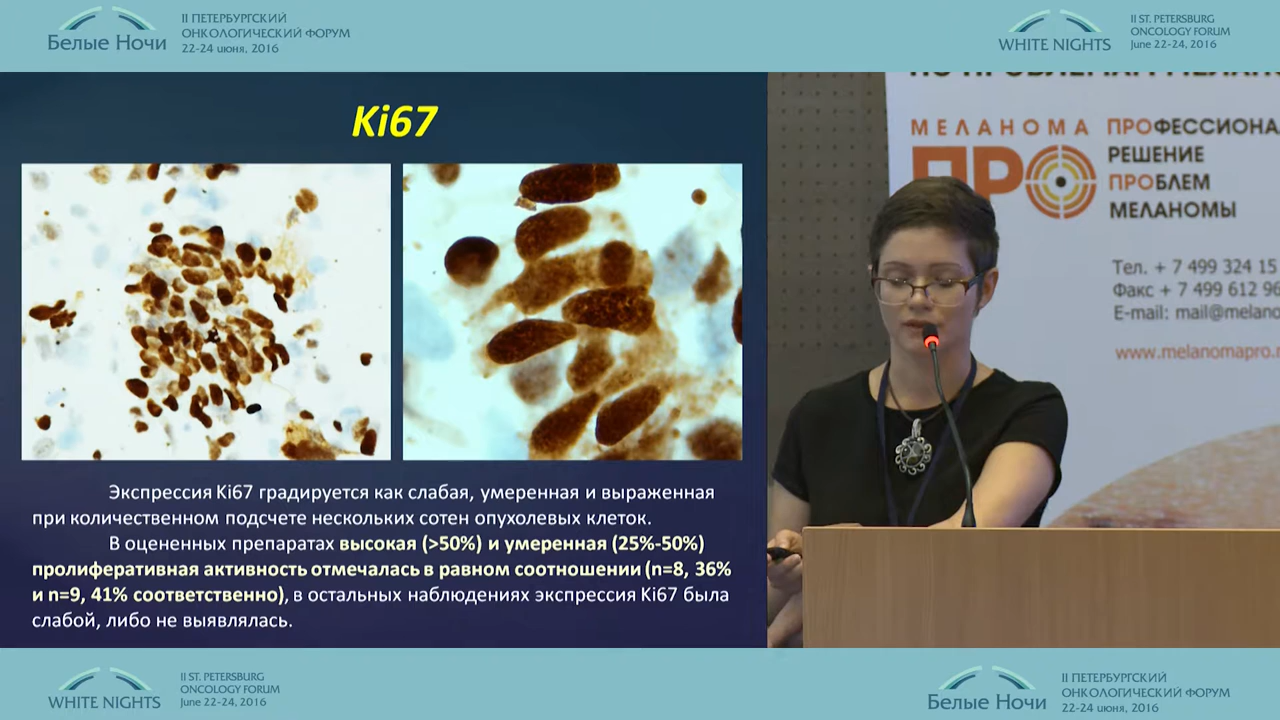 Белые Ночи
II ПЕТЕРБУРГСКИЙ
ОНКОЛОГИЧЕСКИЙ ФОРУМ
22-24 июня, 2016
WHITE NIGHTS
II ST. PETERSBURG
ONCOLOGY FORUM
June 22-24, 2016
Ki67
Экспрессия Ki67 градируется как слабая, умеренная и выраженная
при количественном подсчете нескольких сотен опухолевых клеток.
В оцененных препаратах высокая (>50%) и умеренная (25%-50%)
пролиферативная активность отмечалась в равном соотношении (n=8, 36%
и n=9, 41% соответственно), в остальных наблюдениях экспрессия Ki67 была
слабой, либо не выявлялась.
МЕЛАНОМА
ПРО
ПРОФЕССИОНА
РЕШЕНИЕ
ПРОБЛЕМ
МЕЛАНОМЫ
Тел. + 7 499 324 15
Факс + 7 499 612 96
E-mail: mail@melano
www.melanomapro.r
WHITE NIGHTS
II ST. PETERSBURG
ONCOLOGY FORUM
June 22-24, 2016
Белые Ночи
II ПЕТЕРБУРГСКИЙ
ОНКОЛОГИЧЕСКИЙ ФОРУМ
22-24 июня, 2016